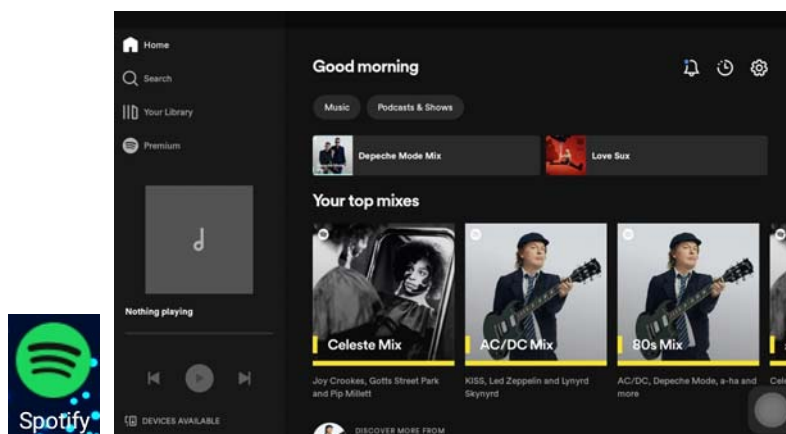 Spotify
Home
Search
Your Library
Premium
Nothing playing
DEVICES AVAILABLE
Good morning
Music
Podcasts & Shows
Depeche Mode Mix
Love Sux
Your top mixes
Celeste Mix
Joy Crookes, Gotts Street Park
and Pip Millett
AC/DC Mix
KISS, Led Zeppelin and Lynyrd
Skynyrd
80s Mix
AC/DC, Depeche Mode, a-ha and
more
DISCOVER MORE FROM